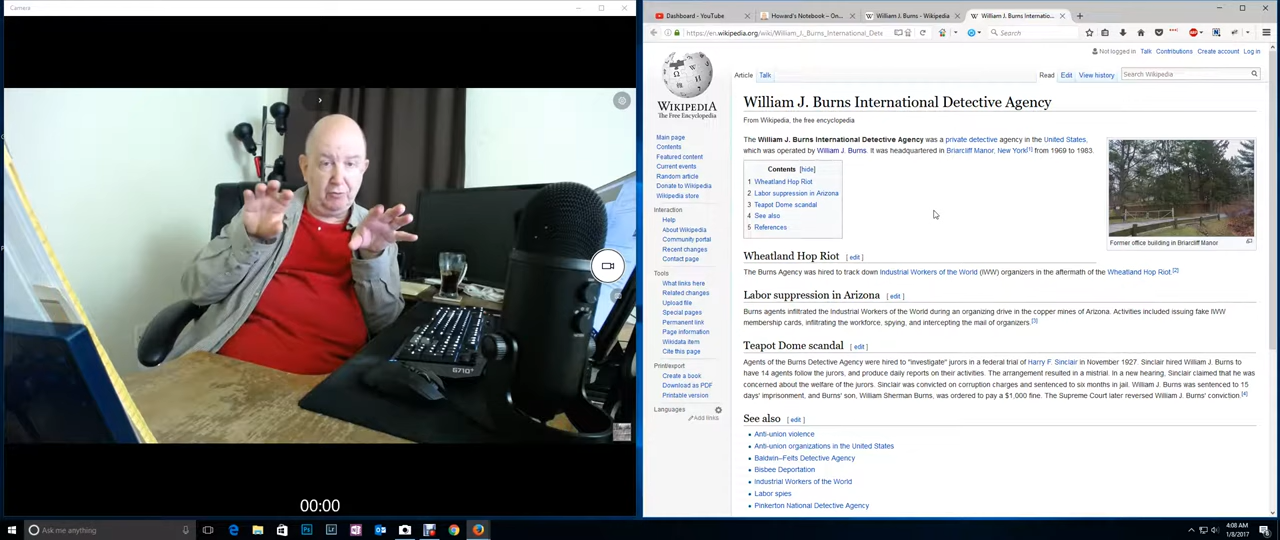 Camera
Dashboard - YouTube
Howard's Notebook – On...
William J. Burns - Wikipedia
William J. Burns Internatio...
https://en.wikipedia.org/wiki/William_J._Burns_International_Dete
Search
Not logged in Talk Contributions Create account Log in
Article Talk
Read Edit View history
Search Wikipedia
WIKIPEDIA
The Free Encyclopedia
Main page
Contents
Featured content
Current events
Random article
Donate to Wikipedia
Wikipedia store
Interaction
Help
About Wikipedia
Community portal
Recent changes
Contact page
Tools
What links here
Related changes
Upload file
Special pages
Permanent link
Page information
Wikidata item
Cite this page
Print/export
Create a book
Download as PDF
Printable version
Languages
Add links
William J. Burns International Detective Agency
From Wikipedia, the free encyclopedia
The William J. Burns International Detective Agency was a private detective agency in the United States,
which was operated by William J. Burns. It was headquartered in Briarcliff Manor, New York[1] from 1969 to 1983.
Contents [hide]
1 Wheatland Hop Riot
2 Labor suppression in Arizona
3 Teapot Dome scandal
4 See also
5 References
Former office building in Briarcliff Manor
Wheatland Hop Riot [edit]
The Burns Agency was hired to track down Industrial Workers of the World (IWW) organizers in the aftermath of the Wheatland Hop Riot.[2]
Labor suppression in Arizona [edit]
Burns agents infiltrated the Industrial Workers of the World during an organizing drive in the copper mines of Arizona. Activities included issuing fake IWW
membership cards, infiltrating the workforce, spying, and intercepting the mail of organizers.[3]
Teapot Dome scandal [edit]
Agents of the Burns Detective Agency were hired to "investigate" jurors in a federal trial of Harry F. Sinclair in November 1927. Sinclair hired William J. Burns to
have 14 agents follow the jurors, and produce daily reports on their activities. The arrangement resulted in a mistrial. In a new hearing, Sinclair claimed that he was
concerned about the welfare of the jurors. Sinclair was convicted on corruption charges and sentenced to six months in jail. William J. Burns was sentenced to 15
days' imprisonment, and Burns' son, William Sherman Burns, was ordered to pay a $1,000 fine. The Supreme Court later reversed William J. Burns' conviction.[4]
See also [edit]
Anti-union violence
Anti-union organizations in the United States
Baldwin–Felts Detective Agency
Bisbee Deportation
Industrial Workers of the World
Labor spies
Pinkerton National Detective Agency
G710
00:00
Ask me anything
4:08 AM
1/8/2017